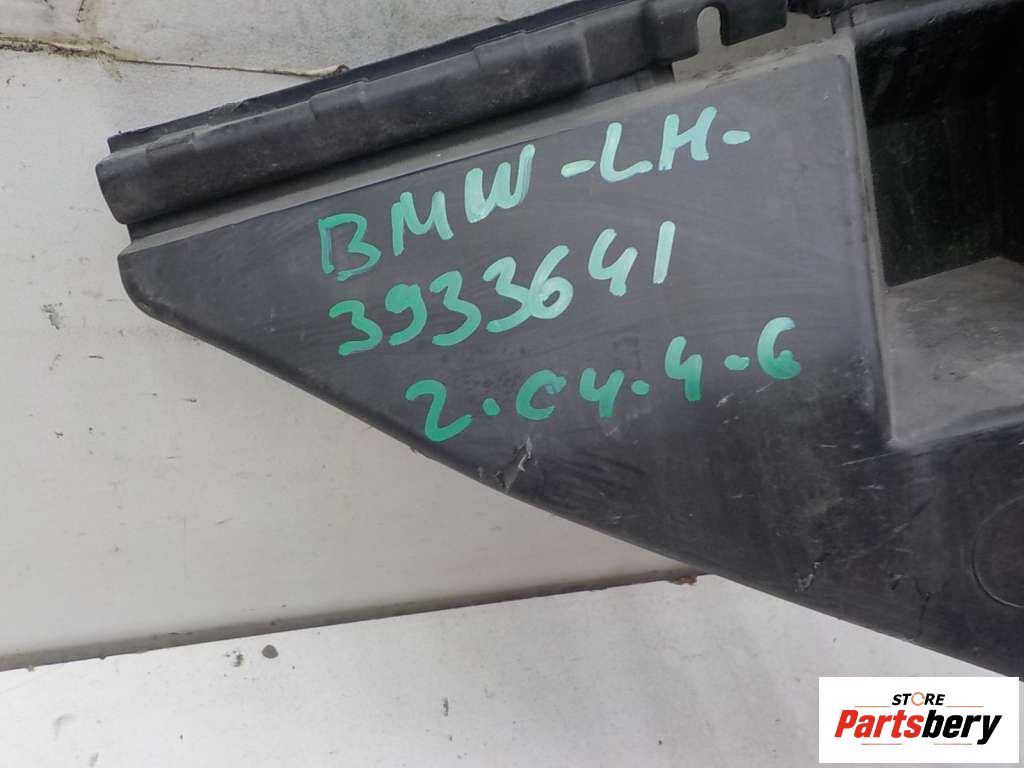 BMW-LH-
3933641
2.C4.4-6
STORE
Partsbery